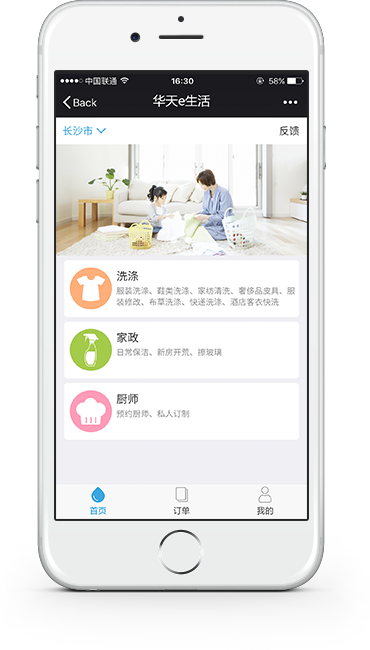 中国联通 16:30 58%
Back 华天e生活
长沙市 反馈
洗涤
服装洗涤、鞋类洗涤、家纺清洗、奢侈品皮具、服
装修改、布草洗涤、快递洗涤、酒店客衣快洗
家政
日常保洁、新房开荒、擦玻璃
厨师
预约厨师、私人订制
首页 订单 我的